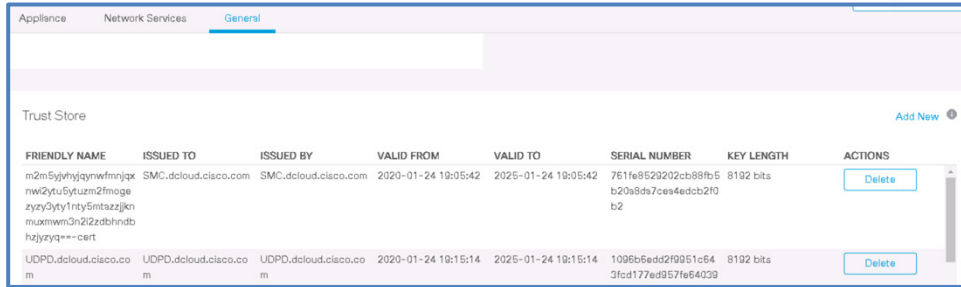 Appliance Network Services General
Trust Store Add New
FRIENDLY NAME ISSUED TO ISSUED BY VALID FROM VALID TO SERIAL NUMBER KEY LENGTH ACTIONS
m2m5yjvhyjqynwfmnjqx SMC.dcloud.cisco.com SMC.dcloud.cisco.com 2020-01-24 19:05:42 2025-01-24 19:05:42 761fe8529202cb88fb5 8192 bits Delete
nwi2ytu5ytuzm2fmoge b20s8ds7ces4edcb2f0
zyzy3yty1nty5mtszzjjkn b2
muxmwm3n2i2zdbhndb
hzjyzyq==-cert
UDPD.dcloud.cisco.co UDPD.dcloud.cisco.co UDPD.dcloud.cisco.co 2020-01-24 19:15:14 2025-01-24 19:15:14 1096b6edd2f9951c64 8192 bits Delete
m m m 3fcd177ed957fe64039